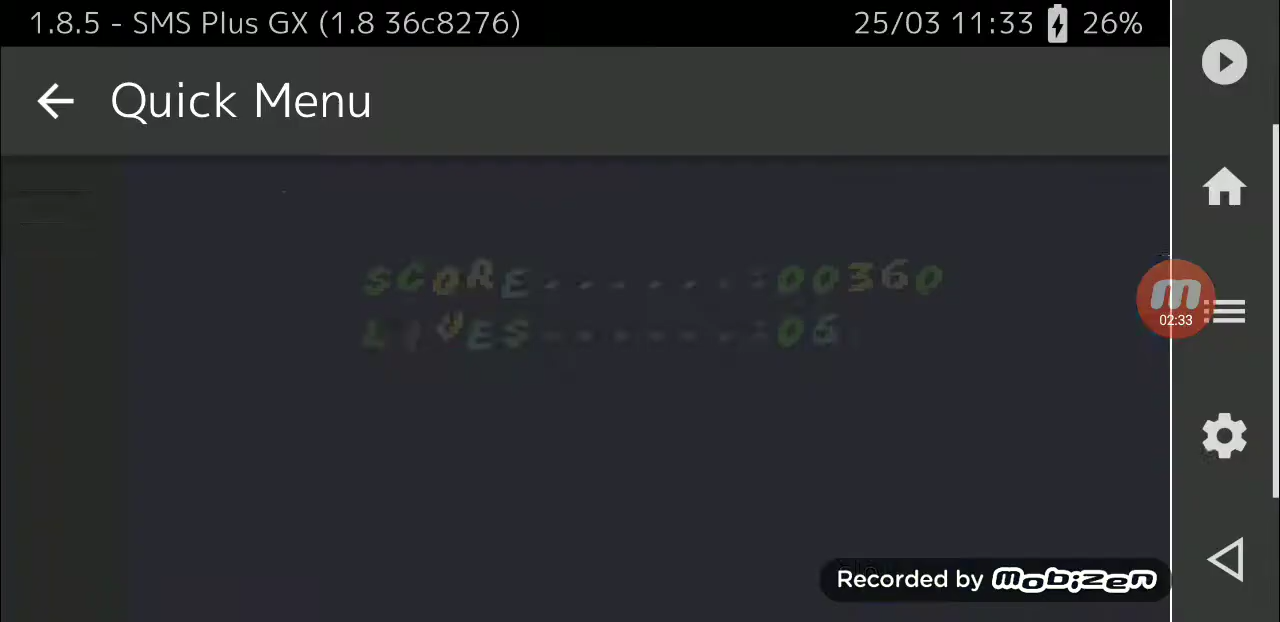 1.8.5 - SMS Plus GX (1.8 36c8276)
25/03 11:33 26%
Quick Menu
SCORE.......:00360
LIVES.......:06
02:33
Recorded by mobizen